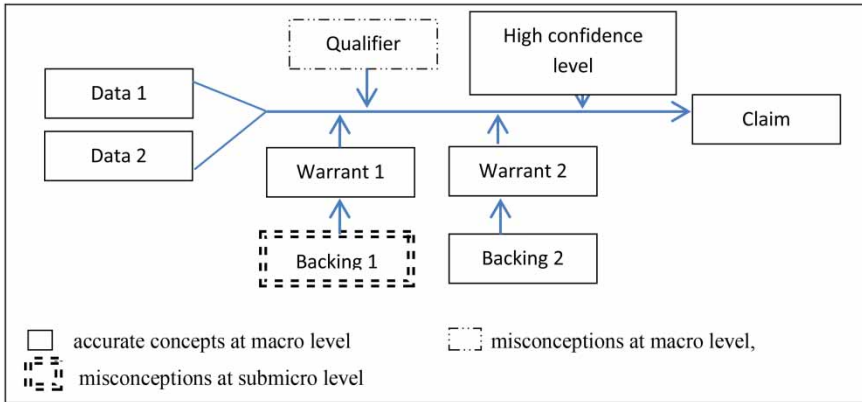 Qualifier
High confidence
level
Data 1
Data 2
Claim
Warrant 1
Warrant 2
Backing 1
Backing 2
accurate concepts at macro level
misconceptions at macro level,
misconceptions at submicro level